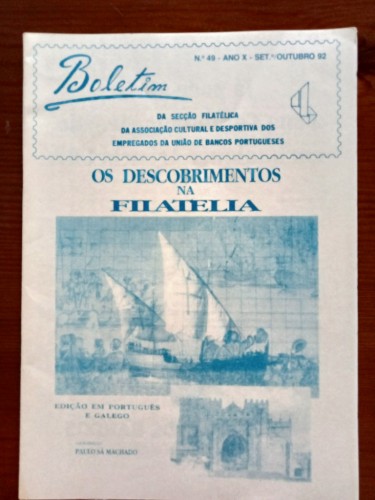 Boletim
N.º 49 - ANO X - SET.º/OUTUBRO 92
DA SECÇÃO FILATÉLICA
DA ASSOCIAÇÃO CULTURAL E DESPORTIVA DOS
EMPREGADOS DA UNIÃO DE BANCOS PORTUGUESES
OS DESCOBRIMENTOS
NA
FILATELIA
EDIÇÃO EM PORTUGUÊS
E GALEGO
PAULO SÁ MACHADO